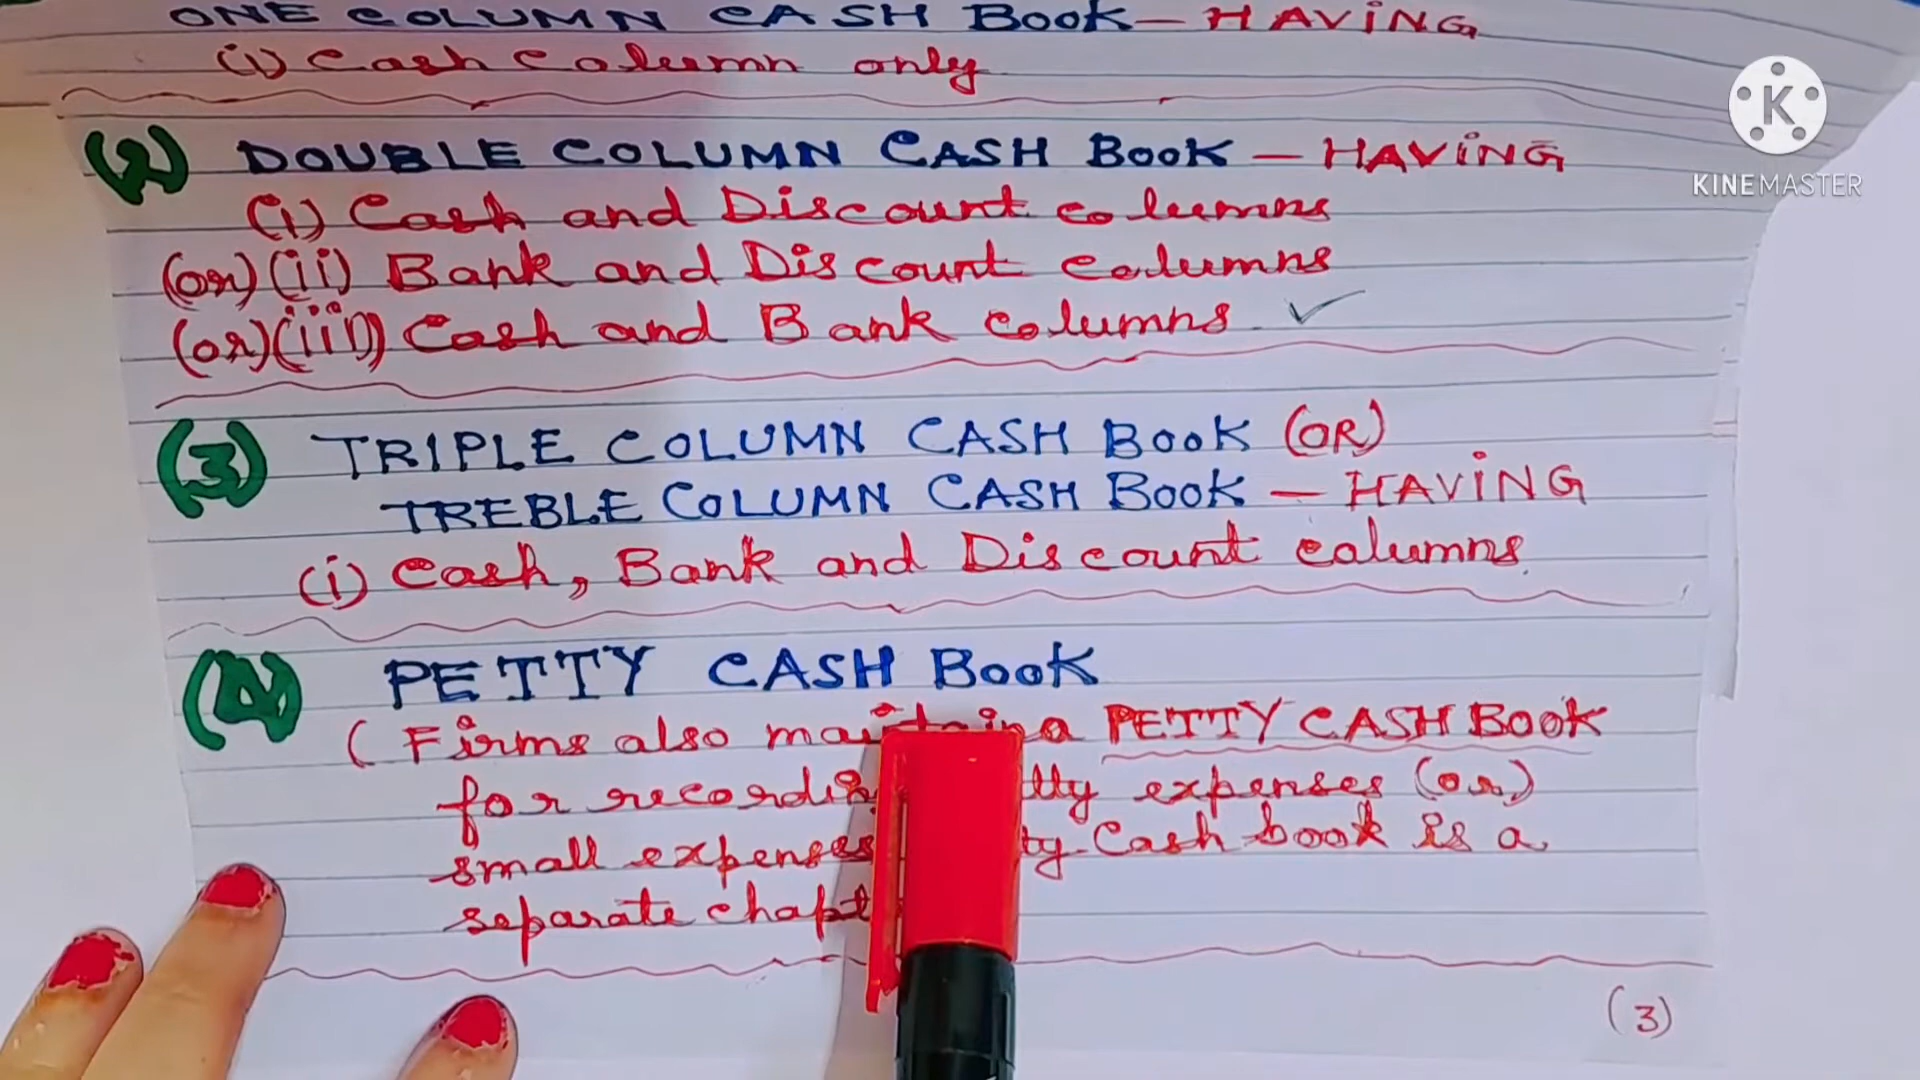 ONE COLUMN CASH BOOK – HAVING
(i) Cash Column only
(2) DOUBLE COLUMN CASH BOOK – HAVING
(i) Cash and Discount columns
(or) (ii) Bank and Discount columns
(or) (iii) Cash and Bank columns ✓
(3) TRIPLE COLUMN CASH BOOK (OR)
TREBLE COLUMN CASH BOOK – HAVING
(i) Cash, Bank and Discount columns
(4) PETTY CASH BOOK
( Firms also maintain a PETTY CASH BOOK
for recording expenses (or)
small expenses Cash book is a
separate
(3)
K
KINEMASTER